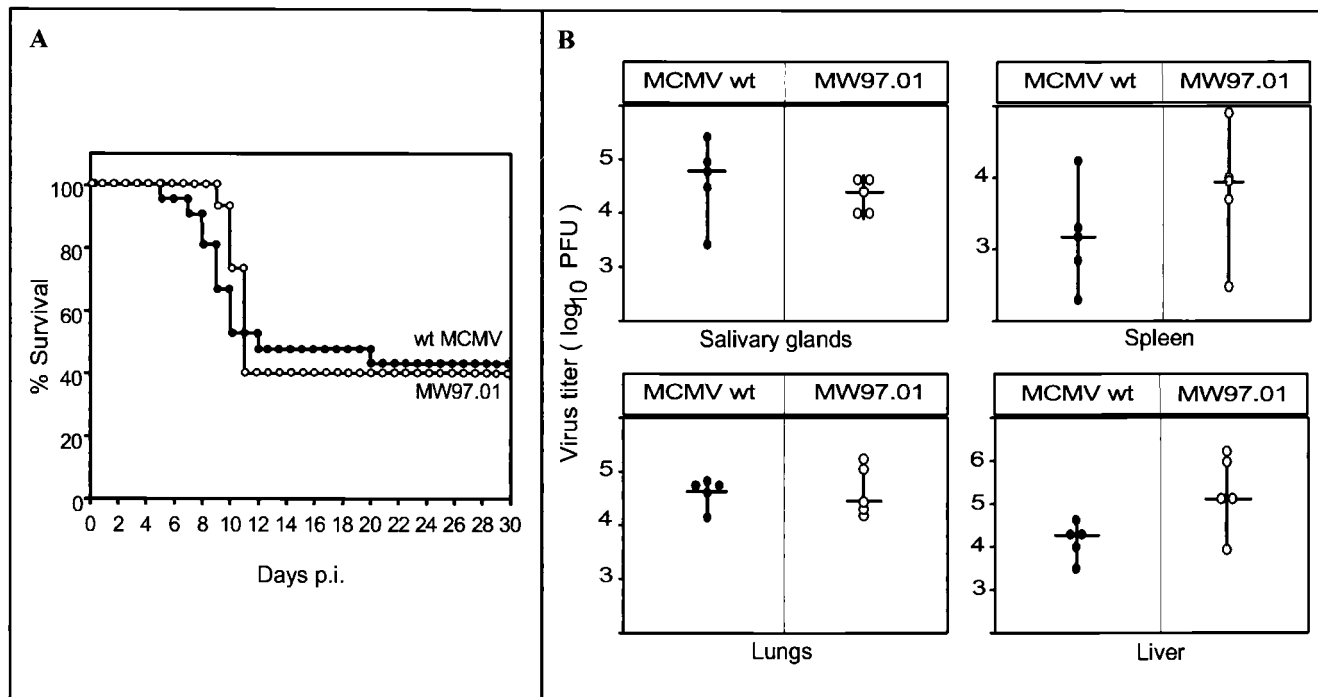 A
% Survival
100
80
60
40
20
0
wt MCMV
MW97.01
0 2 4 6 8 10 12 14 16 18 20 22 24 26 28 30
Days p.i.
B
Virus titer ( log10 PFU )
MCMV wt MW97.01
5
4
3
Salivary glands
MCMV wt MW97.01
4
3
Spleen
MCMV wt MW97.01
5
4
3
Lungs
MCMV wt MW97.01
6
5
4
3
Liver